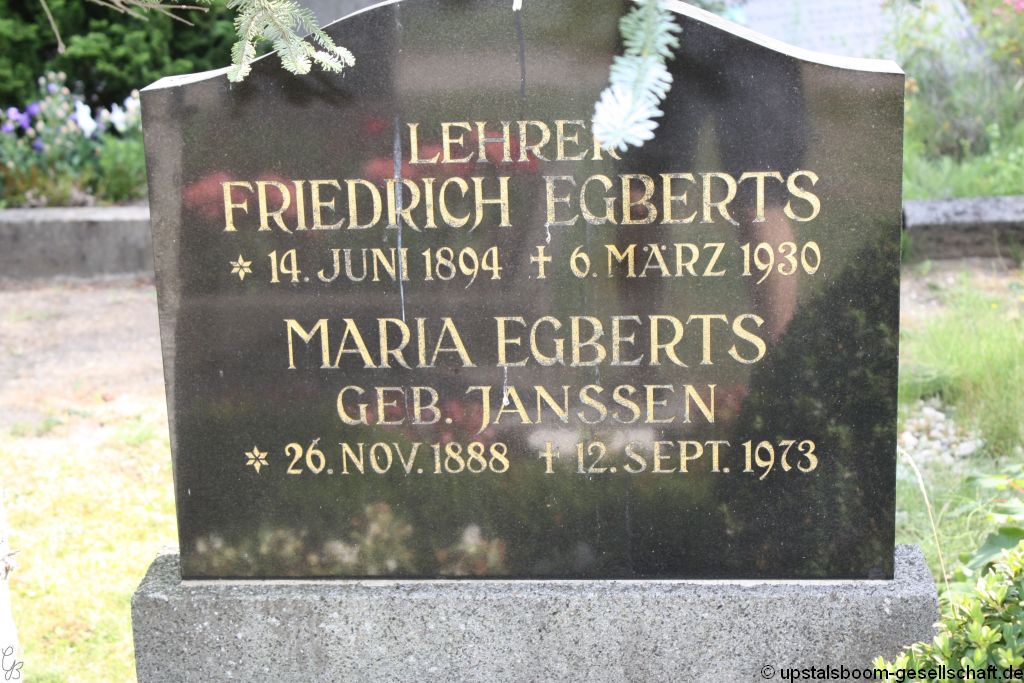 LEHRER
FRIEDRICH EGBERTS
* 14. JUNI 1894 † 6. MÄRZ 1930
MARIA EGBERTS
GEB. JANSSEN
* 26. NOV. 1888 † 12. SEPT. 1973
GB
© upstalsboom-gesellschaft.de